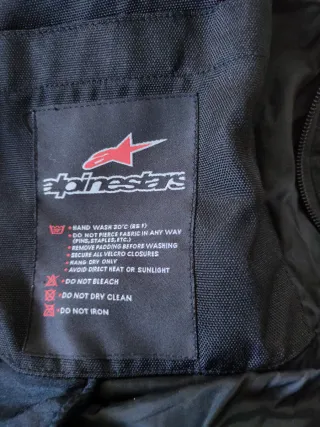 alpinestars
• HAND WASH 30°C (85 F)
• DO NOT PIERCE FABRIC IN ANY WAY
(PINS, STAPLES, ETC.)
• REMOVE PADDING BEFORE WASHING
• SECURE ALL VELCRO CLOSURES
• HAND DRY ONLY
• AVOID DIRECT HEAT OR SUNLIGHT
• DO NOT BLEACH
• DO NOT DRY CLEAN
• DO NOT IRON